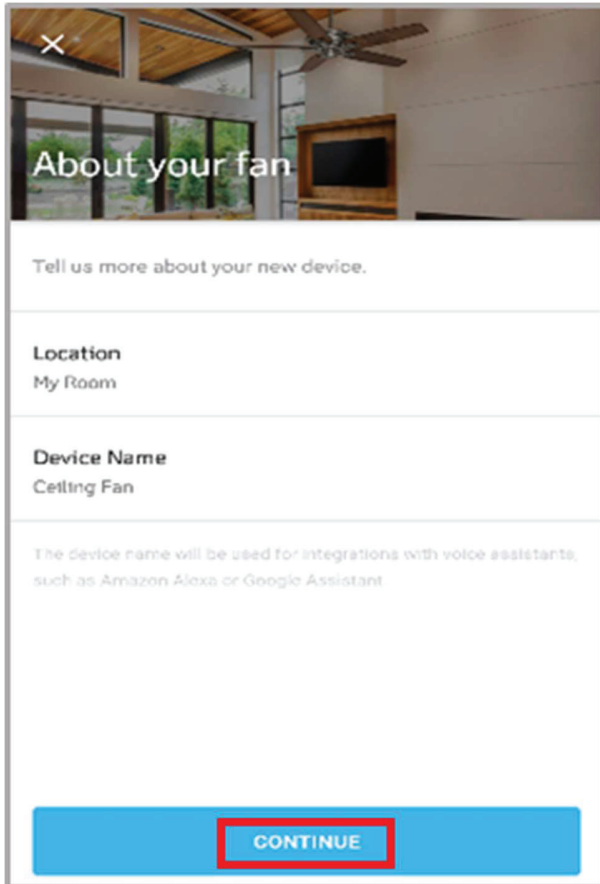 About your fan
Tell us more about your new device.
Location
My Room
Device Name
Ceiling Fan
The device name will be used for integrations with voice assistants,
such as Amazon Alexa or Google Assistant
CONTINUE